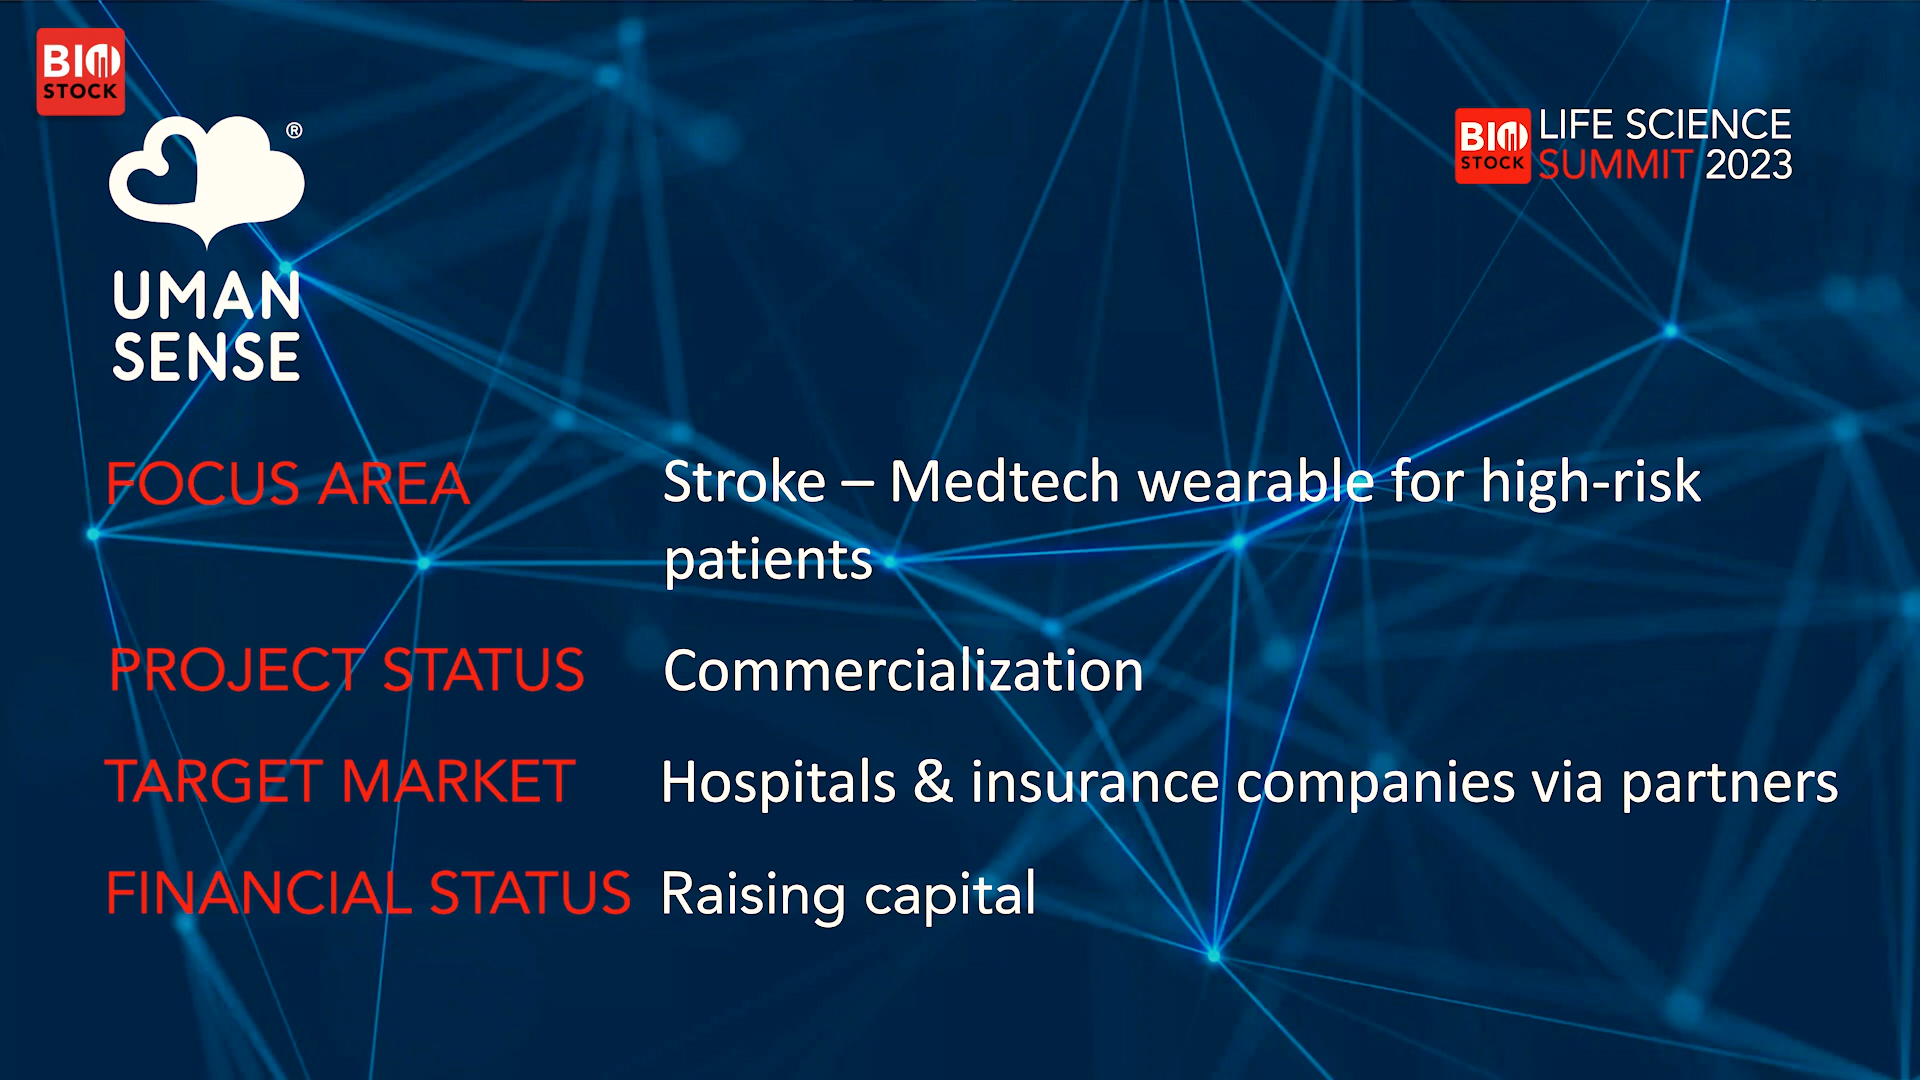 BIO
STOCK
®
UMAN
SENSE
BIO
STOCK
LIFE SCIENCE
SUMMIT 2023
FOCUS AREA
Stroke – Medtech wearable for high-risk
patients
PROJECT STATUS
Commercialization
TARGET MARKET
Hospitals & insurance companies via partners
FINANCIAL STATUS
Raising capital